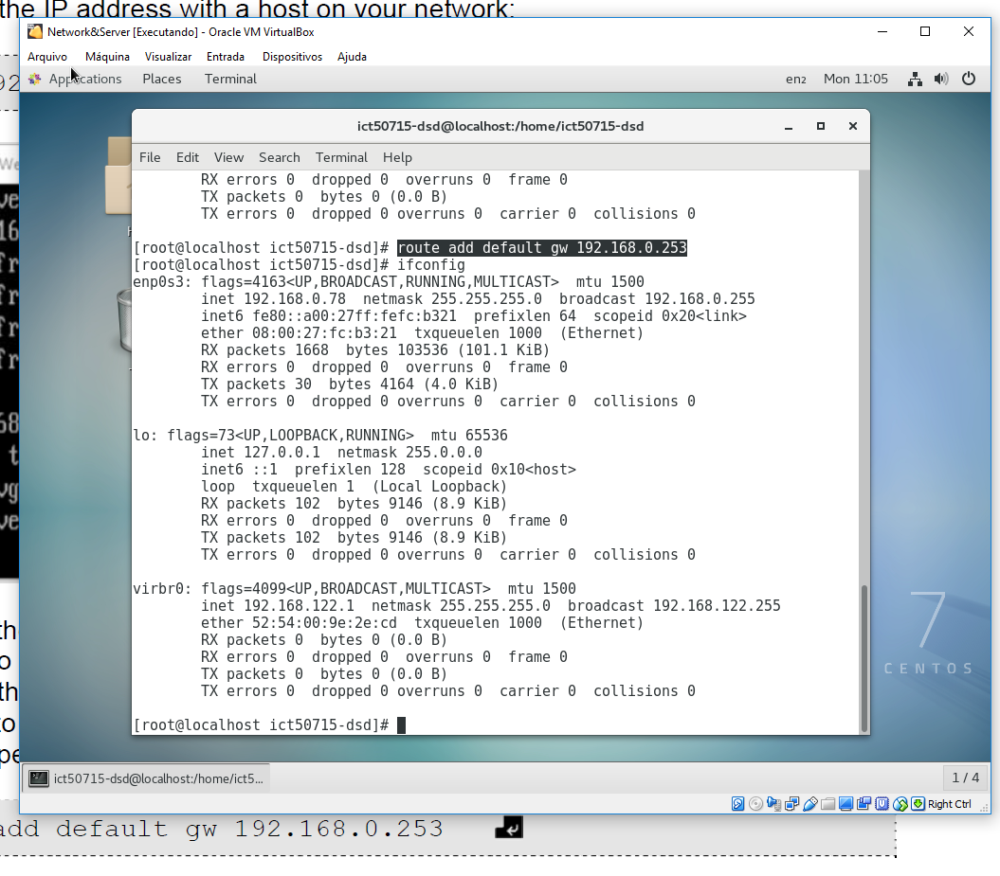 the IP address with a host on your network:
Network&Server [Executando] - Oracle VM VirtualBox
Arquivo Máquina Visualizar Entrada Dispositivos Ajuda
Applications Places Terminal en2 Mon 11:05
ict50715-dsd@localhost:/home/ict50715-dsd
File Edit View Search Terminal Help
RX errors 0 dropped 0 overruns 0 frame 0
TX packets 0 bytes 0 (0.0 B)
TX errors 0 dropped 0 overruns 0 carrier 0 collisions 0
[root@localhost ict50715-dsd]# route add default gw 192.168.0.253
[root@localhost ict50715-dsd]# ifconfig
enp0s3: flags=4163<UP,BROADCAST,RUNNING,MULTICAST> mtu 1500
inet 192.168.0.78 netmask 255.255.255.0 broadcast 192.168.0.255
inet6 fe80::a00:27ff:fefc:b321 prefixlen 64 scopeid 0x20<link>
ether 08:00:27:fc:b3:21 txqueuelen 1000 (Ethernet)
RX packets 1668 bytes 103536 (101.1 KiB)
RX errors 0 dropped 0 overruns 0 frame 0
TX packets 30 bytes 4164 (4.0 KiB)
TX errors 0 dropped 0 overruns 0 carrier 0 collisions 0
lo: flags=73<UP,LOOPBACK,RUNNING> mtu 65536
inet 127.0.0.1 netmask 255.0.0.0
inet6 ::1 prefixlen 128 scopeid 0x10<host>
loop txqueuelen 1 (Local Loopback)
RX packets 102 bytes 9146 (8.9 KiB)
RX errors 0 dropped 0 overruns 0 frame 0
TX packets 102 bytes 9146 (8.9 KiB)
TX errors 0 dropped 0 overruns 0 carrier 0 collisions 0
virbr0: flags=4099<UP,BROADCAST,MULTICAST> mtu 1500
inet 192.168.122.1 netmask 255.255.255.0 broadcast 192.168.122.255
ether 52:54:00:9e:2e:cd txqueuelen 1000 (Ethernet)
RX packets 0 bytes 0 (0.0 B)
RX errors 0 dropped 0 overruns 0 frame 0
TX packets 0 bytes 0 (0.0 B)
TX errors 0 dropped 0 overruns 0 carrier 0 collisions 0
[root@localhost ict50715-dsd]#
7
CENTOS
ict50715-dsd@localhost:/home/ict5... 1 / 4
Right Ctrl
add default gw 192.168.0.253